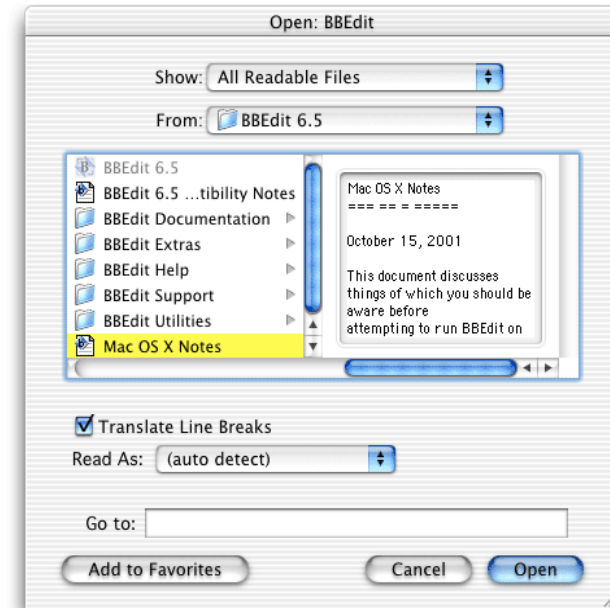 Open: BBEdit
Show: All Readable Files
From: BBEdit 6.5
BBEdit 6.5
BBEdit 6.5 ...tibility Notes
BBEdit Documentation
BBEdit Extras
BBEdit Help
BBEdit Support
BBEdit Utilities
Mac OS X Notes
Mac OS X Notes
=== == = =====
October 15, 2001
This document discusses
things of which you should be
aware before
attempting to run BBEdit on
Translate Line Breaks
Read As: (auto detect)
Go to:
Add to Favorites Cancel Open